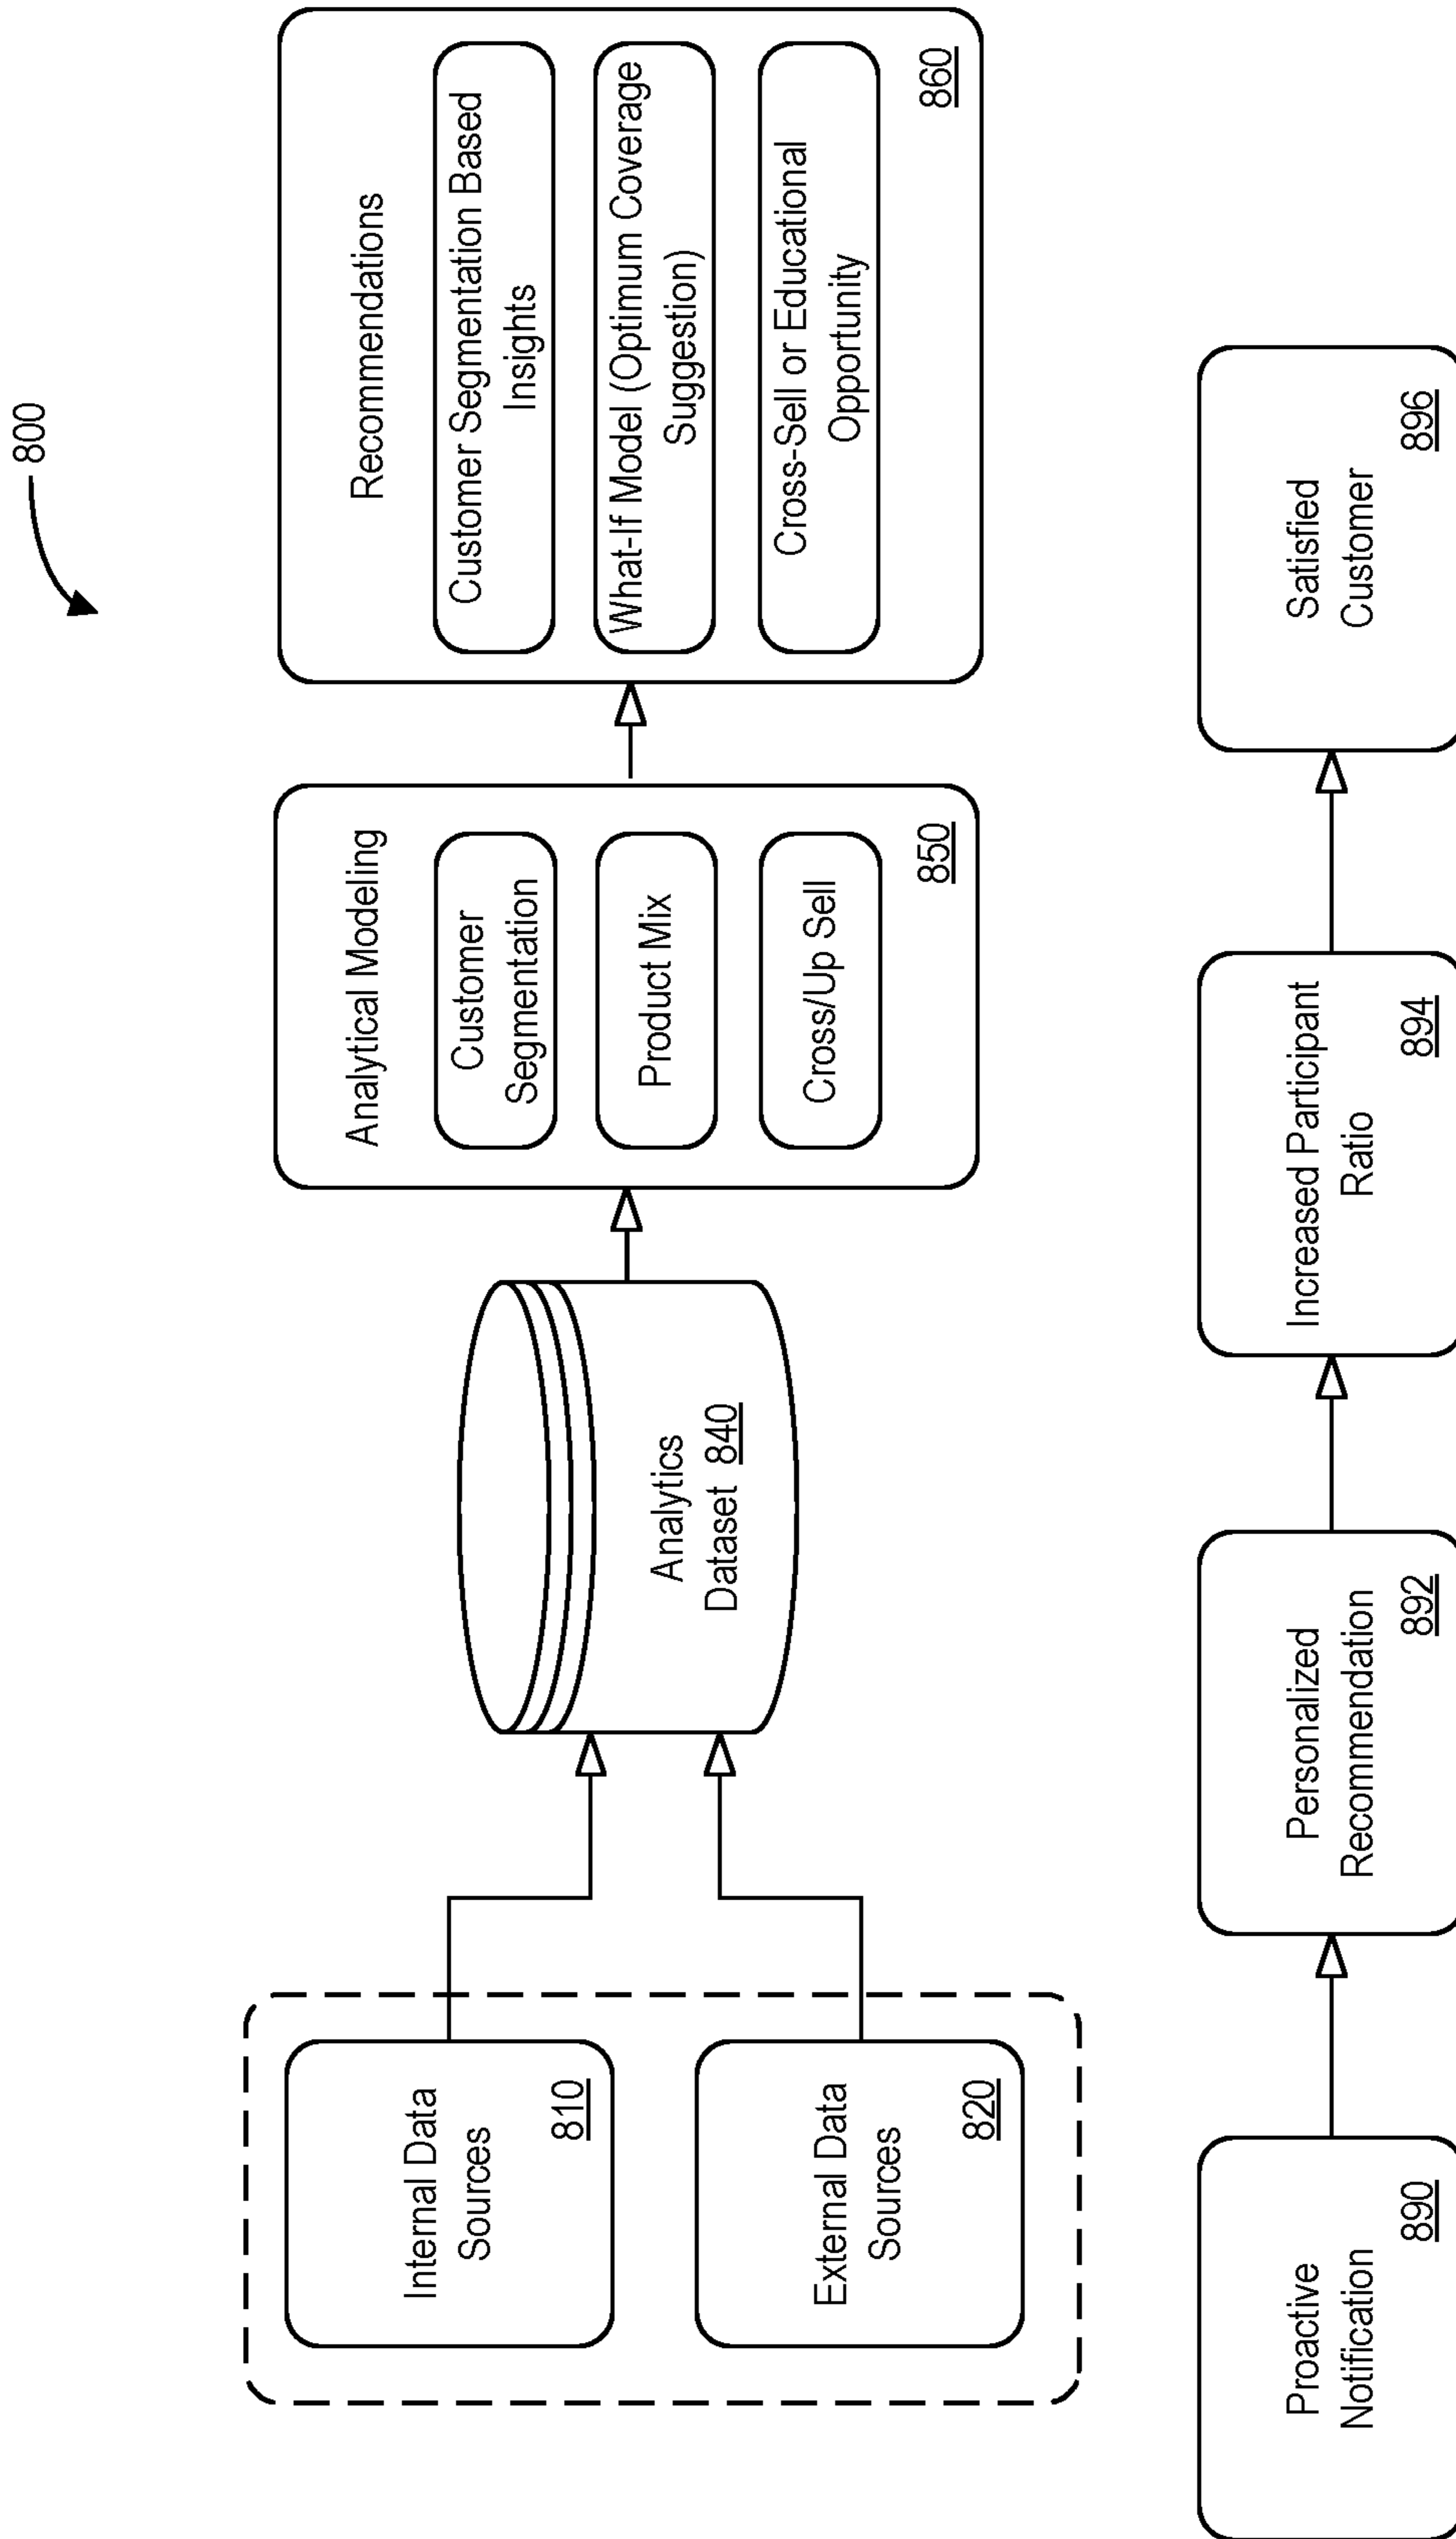 800
Internal Data
Sources
810
External Data
Sources
820
Analytics
Dataset 840
Analytical Modeling
Customer
Segmentation
Product Mix
Cross/Up Sell
850
Recommendations
Customer Segmentation Based
Insights
What-If Model (Optimum Coverage
Suggestion)
Cross-Sell or Educational
Opportunity
860
Proactive
Notification
890
Personalized
Recommendation
892
Increased Participant
Ratio
894
Satisfied
Customer
896